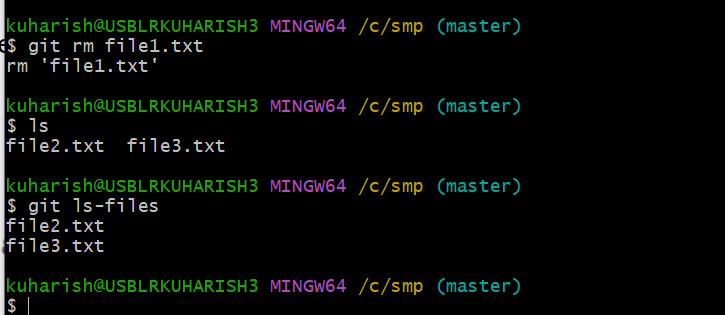 kuharish@USBLRKUHARISH3 MINGW64 /c/smp (master)
$ git rm file1.txt
rm 'file1.txt'
kuharish@USBLRKUHARISH3 MINGW64 /c/smp (master)
$ ls
file2.txt  file3.txt
kuharish@USBLRKUHARISH3 MINGW64 /c/smp (master)
$ git ls-files
file2.txt
file3.txt
kuharish@USBLRKUHARISH3 MINGW64 /c/smp (master)
$